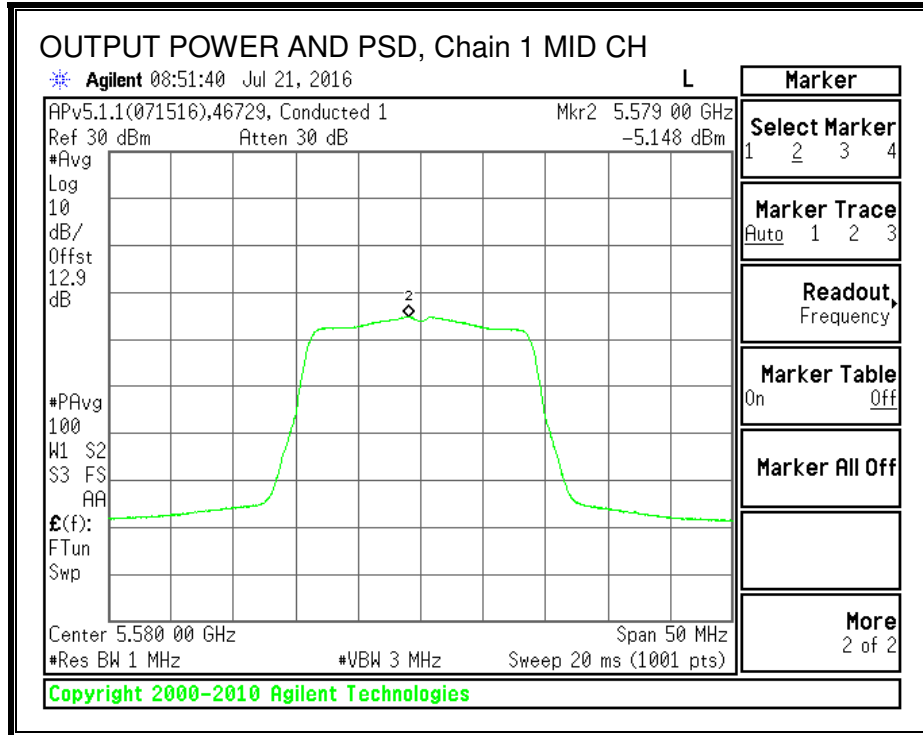 OUTPUT POWER AND PSD, Chain 1 MID CH
Agilent 08:51:40 Jul 21, 2016 L
APv5.1.1(071516),46729, Conducted 1 Mkr2 5.579 00 GHz
Ref 30 dBm Atten 30 dB -5.148 dBm
#Avg
Log
10
dB/
Offst
12.9
dB
2
#PAvg
100
W1 S2
S3 FS
AA
£(f):
FTun
Swp
Center 5.580 00 GHz Span 50 MHz
#Res BW 1 MHz #VBW 3 MHz Sweep 20 ms (1001 pts)
Copyright 2000-2010 Agilent Technologies
Marker
Select Marker
1 2 3 4
Marker Trace
Auto 1 2 3
Readout
Frequency
Marker Table
On Off
Marker All Off
More
2 of 2